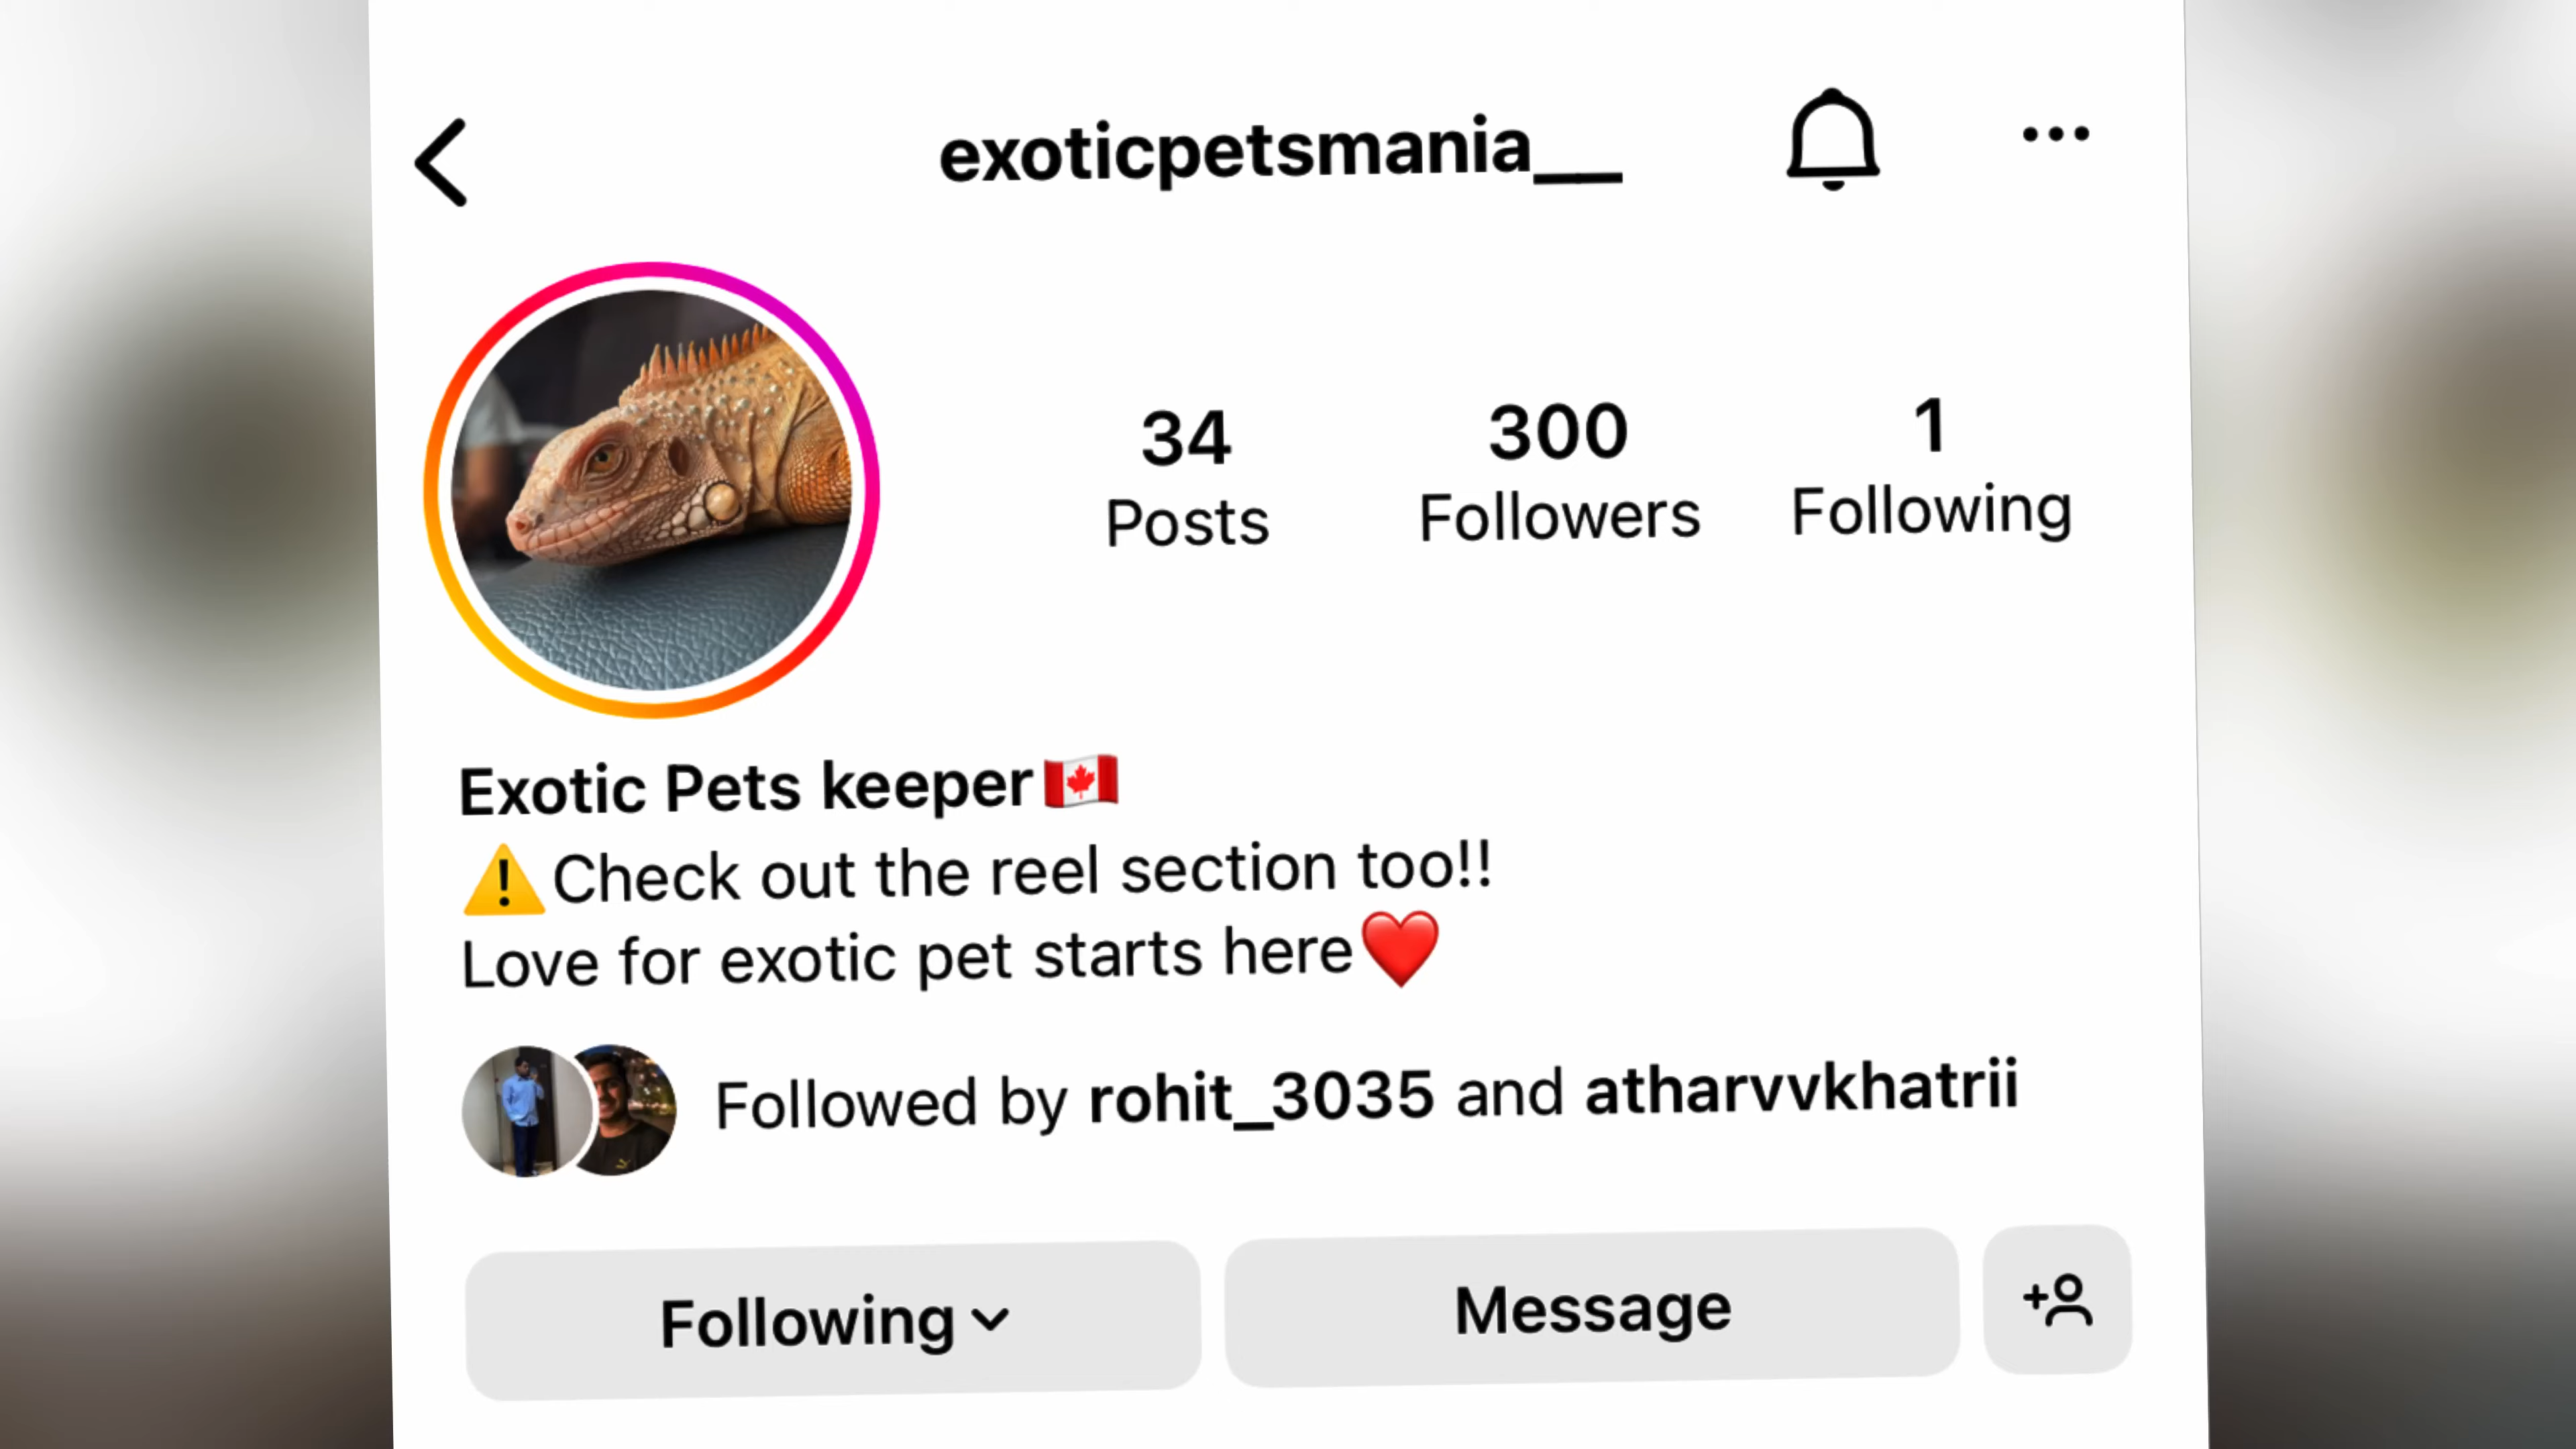 exoticpetsmania__
34
Posts
300
Followers
1
Following
Exotic Pets keeper🇨🇦
⚠️Check out the reel section too!!
Love for exotic pet starts here❤️
Followed by rohit_3035 and atharvvkhatrii
Following
Message